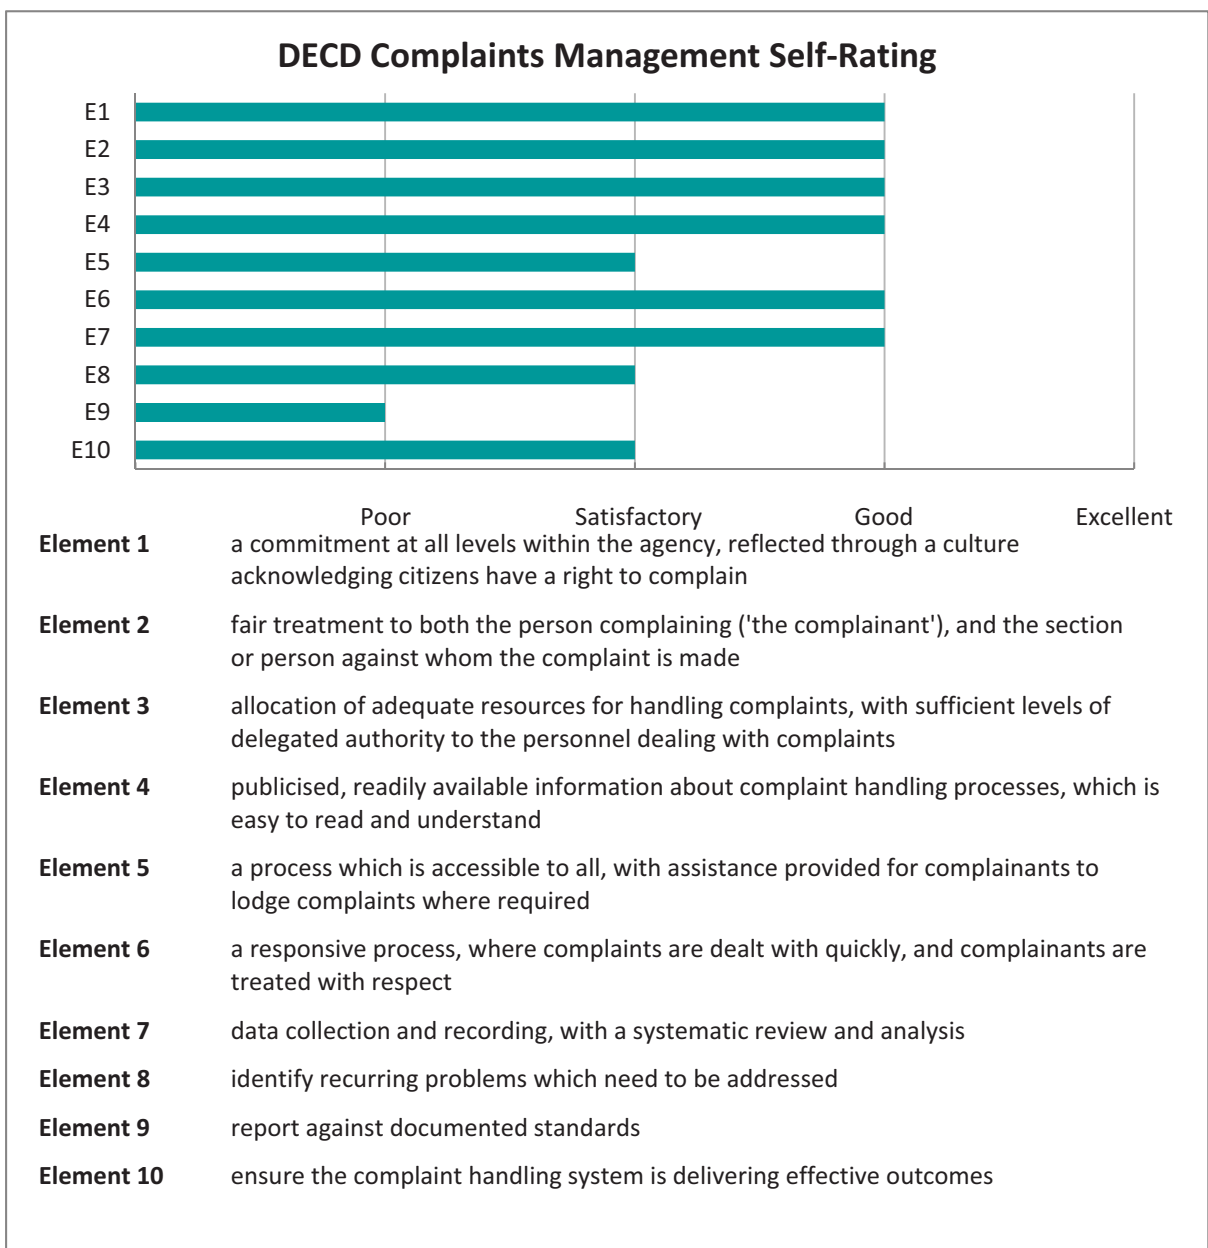 DECD Complaints Management Self-Rating
E1
E2
E3
E4
E5
E6
E7
E8
E9
E10
Poor Satisfactory Good Excellent
Element 1 a commitment at all levels within the agency, reflected through a culture
acknowledging citizens have a right to complain
Element 2 fair treatment to both the person complaining ('the complainant'), and the section
or person against whom the complaint is made
Element 3 allocation of adequate resources for handling complaints, with sufficient levels of
delegated authority to the personnel dealing with complaints
Element 4 publicised, readily available information about complaint handling processes, which is
easy to read and understand
Element 5 a process which is accessible to all, with assistance provided for complainants to
lodge complaints where required
Element 6 a responsive process, where complaints are dealt with quickly, and complainants are
treated with respect
Element 7 data collection and recording, with a systematic review and analysis
Element 8 identify recurring problems which need to be addressed
Element 9 report against documented standards
Element 10 ensure the complaint handling system is delivering effective outcomes